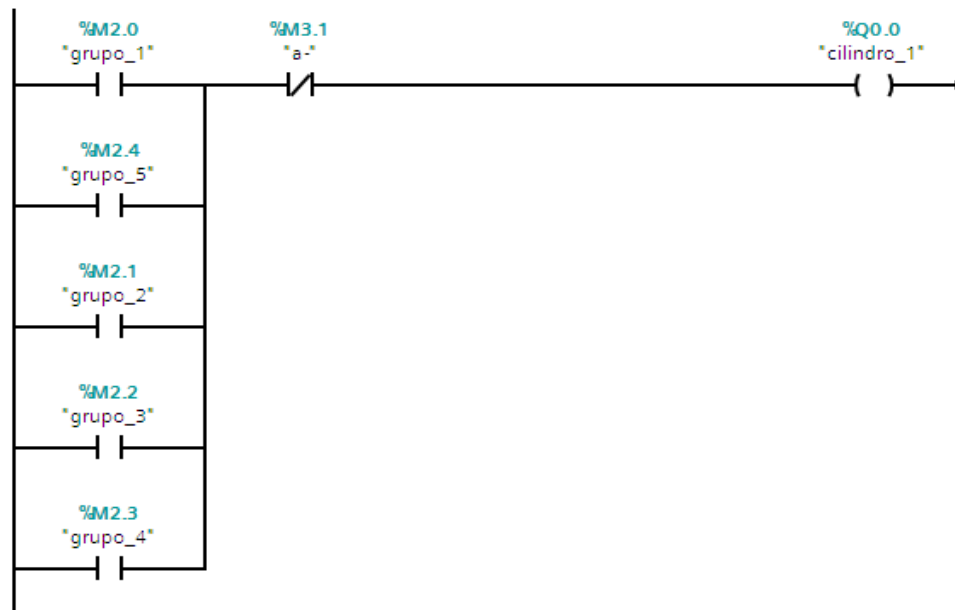 %M2.0
"grupo_1"
%M3.1
"a-"
%Q0.0
"cilindro_1"
%M2.4
"grupo_5"
%M2.1
"grupo_2"
%M2.2
"grupo_3"
%M2.3
"grupo_4"